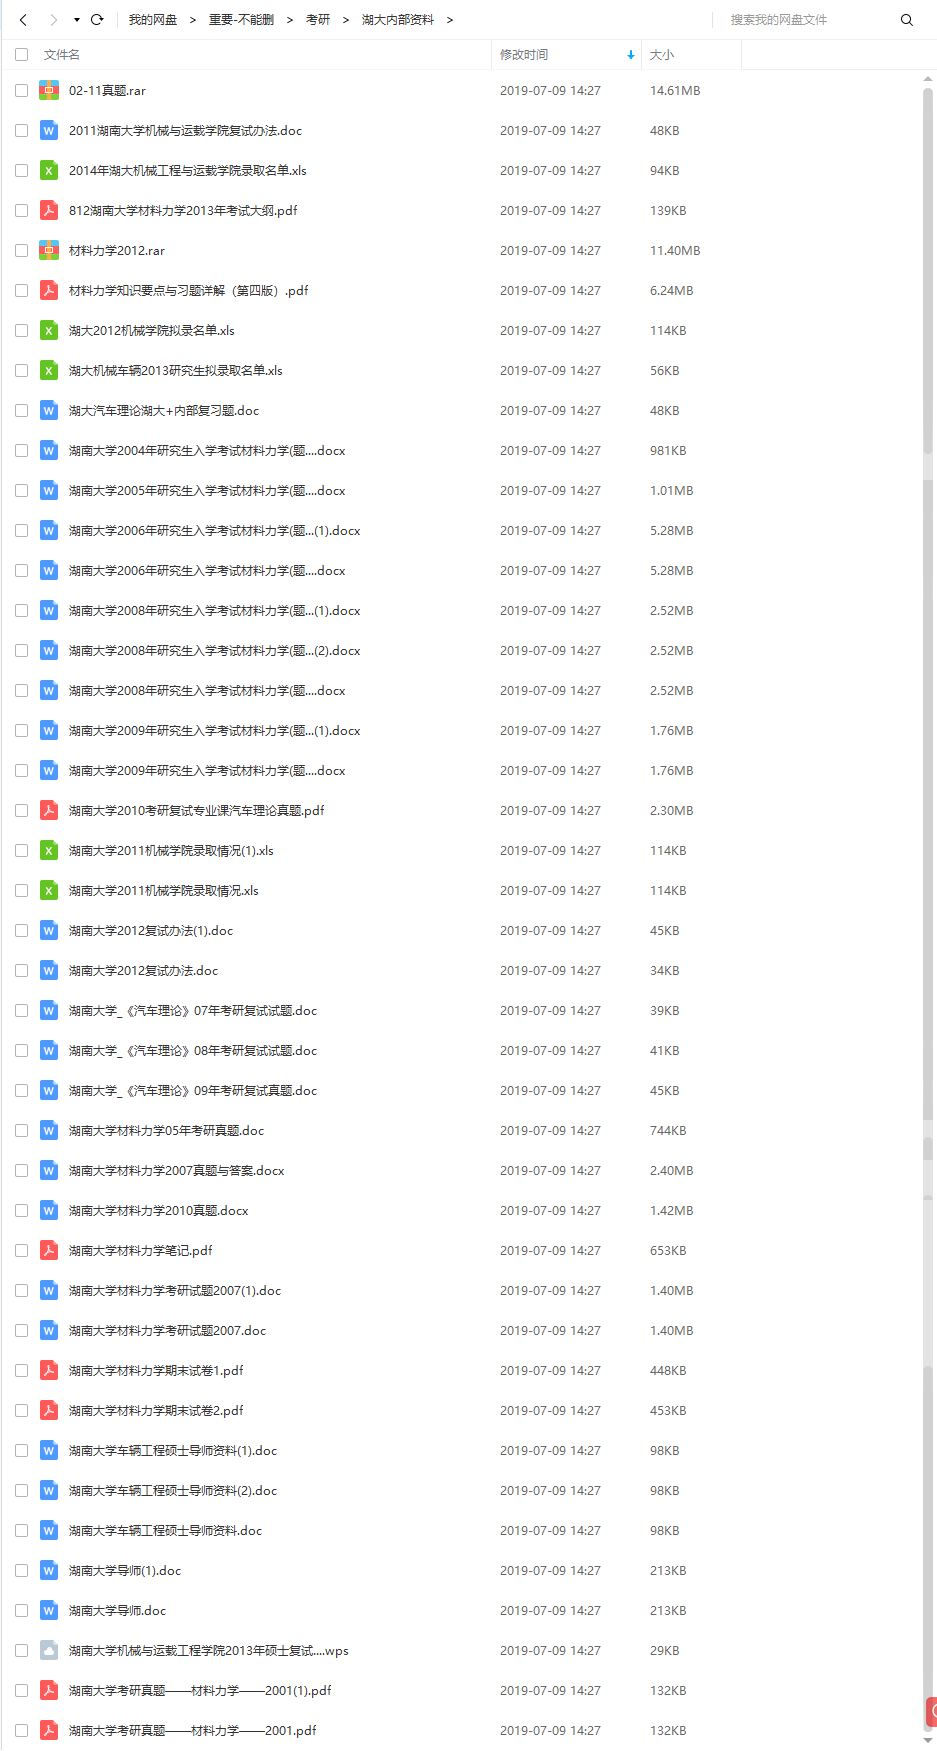 我的网盘 > 重要-不能删 > 考研 > 湖大内部资料 > 搜索我的网盘文件
文件名 修改时间 大小
02-11真题.rar 2019-07-09 14:27 14.61MB
2011湖南大学机械与运载学院复试办法.doc 2019-07-09 14:27 48KB
2014年湖大机械工程与运载学院录取名单.xls 2019-07-09 14:27 94KB
812湖南大学材料力学2013年考试大纲.pdf 2019-07-09 14:27 139KB
材料力学2012.rar 2019-07-09 14:27 11.40MB
材料力学知识要点与习题详解（第四版）.pdf 2019-07-09 14:27 6.24MB
湖大2012机械学院拟录名单.xls 2019-07-09 14:27 114KB
湖大机械车辆2013研究生拟录取名单.xls 2019-07-09 14:27 56KB
湖大汽车理论湖大+内部复习题.doc 2019-07-09 14:27 48KB
湖南大学2004年研究生入学考试材料力学(题....docx 2019-07-09 14:27 981KB
湖南大学2005年研究生入学考试材料力学(题....docx 2019-07-09 14:27 1.01MB
湖南大学2006年研究生入学考试材料力学(题...(1).docx 2019-07-09 14:27 5.28MB
湖南大学2006年研究生入学考试材料力学(题....docx 2019-07-09 14:27 5.28MB
湖南大学2008年研究生入学考试材料力学(题...(1).docx 2019-07-09 14:27 2.52MB
湖南大学2008年研究生入学考试材料力学(题...(2).docx 2019-07-09 14:27 2.52MB
湖南大学2008年研究生入学考试材料力学(题....docx 2019-07-09 14:27 2.52MB
湖南大学2009年研究生入学考试材料力学(题...(1).docx 2019-07-09 14:27 1.76MB
湖南大学2009年研究生入学考试材料力学(题....docx 2019-07-09 14:27 1.76MB
湖南大学2010考研复试专业课汽车理论真题.pdf 2019-07-09 14:27 2.30MB
湖南大学2011机械学院录取情况(1).xls 2019-07-09 14:27 114KB
湖南大学2011机械学院录取情况.xls 2019-07-09 14:27 114KB
湖南大学2012复试办法(1).doc 2019-07-09 14:27 45KB
湖南大学2012复试办法.doc 2019-07-09 14:27 34KB
湖南大学_《汽车理论》07年考研复试试题.doc 2019-07-09 14:27 39KB
湖南大学_《汽车理论》08年考研复试试题.doc 2019-07-09 14:27 41KB
湖南大学_《汽车理论》09年考研复试真题.doc 2019-07-09 14:27 45KB
湖南大学材料力学05年考研真题.doc 2019-07-09 14:27 744KB
湖南大学材料力学2007真题与答案.docx 2019-07-09 14:27 2.40MB
湖南大学材料力学2010真题.docx 2019-07-09 14:27 1.42MB
湖南大学材料力学笔记.pdf 2019-07-09 14:27 653KB
湖南大学材料力学考研试题2007(1).doc 2019-07-09 14:27 1.40MB
湖南大学材料力学考研试题2007.doc 2019-07-09 14:27 1.40MB
湖南大学材料力学期末试卷1.pdf 2019-07-09 14:27 448KB
湖南大学材料力学期末试卷2.pdf 2019-07-09 14:27 453KB
湖南大学车辆工程硕士导师资料(1).doc 2019-07-09 14:27 98KB
湖南大学车辆工程硕士导师资料(2).doc 2019-07-09 14:27 98KB
湖南大学车辆工程硕士导师资料.doc 2019-07-09 14:27 98KB
湖南大学导师(1).doc 2019-07-09 14:27 213KB
湖南大学导师.doc 2019-07-09 14:27 213KB
湖南大学机械与运载工程学院2013年硕士复试....wps 2019-07-09 14:27 29KB
湖南大学考研真题——材料力学——2001(1).pdf 2019-07-09 14:27 132KB
湖南大学考研真题——材料力学——2001.pdf 2019-07-09 14:27 132KB